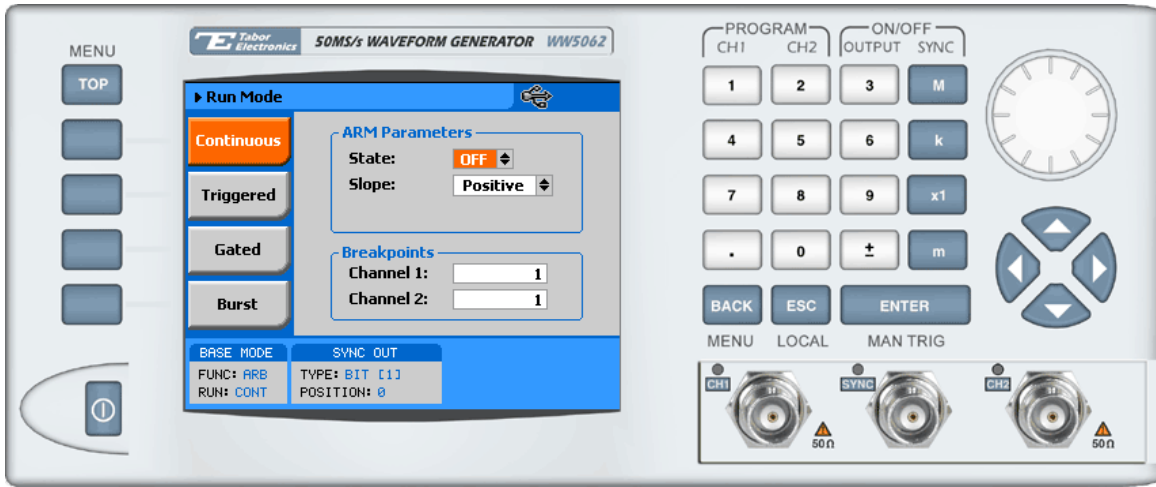 MENU
TOP
Tabor Electronics 50MS/s WAVEFORM GENERATOR WW5062
Run Mode
Continuous
Triggered
Gated
Burst
ARM Parameters
State: OFF
Slope: Positive
Breakpoints
Channel 1: 1
Channel 2: 1
BASE MODE
FUNC: ARB
RUN: CONT
SYNC OUT
TYPE: BIT [1]
POSITION: 0
PROGRAM ON/OFF
CH1 CH2 OUTPUT SYNC
1 2 3 M
4 5 6 k
7 8 9 x1
. 0 ± m
BACK ESC ENTER
MENU LOCAL MAN TRIG
CH1 SYNC CH2
50Ω 50Ω